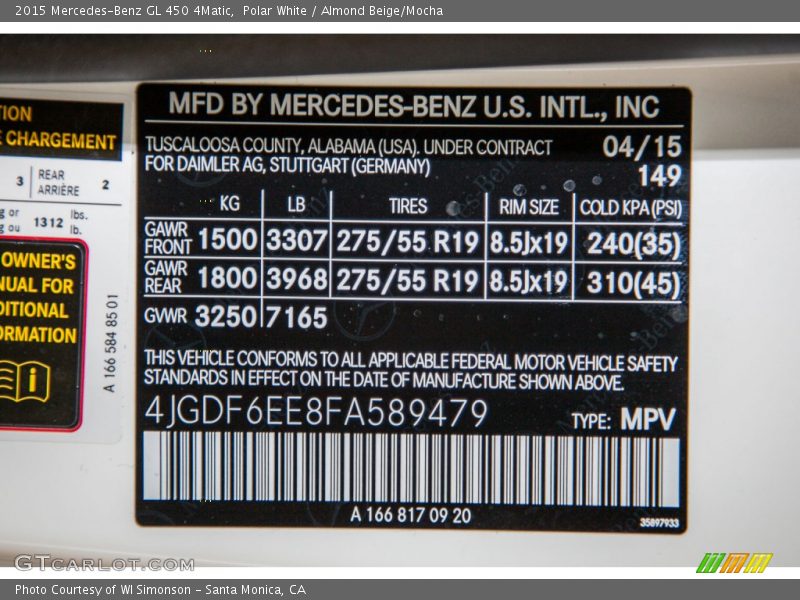 2015 Mercedes-Benz GL 450 4Matic, Polar White / Almond Beige/Mocha
TION
E CHARGEMENT
3 REAR ARRIÈRE 2
kg or 1312 lbs.
kg ou lb.
OWNER'S
NUAL FOR
DITIONAL
ORMATION
A 166 584 85 01
MFD BY MERCEDES-BENZ U.S. INTL., INC
TUSCALOOSA COUNTY, ALABAMA (USA). UNDER CONTRACT 04/15
FOR DAIMLER AG, STUTTGART (GERMANY) 149
KG LB TIRES RIM SIZE COLD KPA (PSI)
GAWR FRONT 1500 3307 275/55 R19 8.5Jx19 240(35)
GAWR REAR 1800 3968 275/55 R19 8.5Jx19 310(45)
GVWR 3250 7165
THIS VEHICLE CONFORMS TO ALL APPLICABLE FEDERAL MOTOR VEHICLE SAFETY
STANDARDS IN EFFECT ON THE DATE OF MANUFACTURE SHOWN ABOVE.
4JGDF6EE8FA589479 TYPE: MPV
A 166 817 09 20
35897933
GTcarlot.com
Photo Courtesy of WI Simonson - Santa Monica, CA